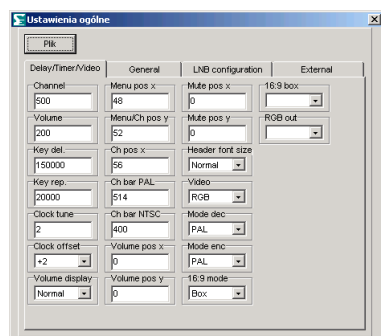 Ustawienia ogólne
Plik
Delay/Timer/Video General LNB configuration External
Channel Menu pos x Mute pos x 16:9 box
500 48 0
Volume Menu/Ch pos y Mute pos y RGB out
200 52 0
Key del. Ch pos x Header font size
150000 56 Normal
Key rep. Ch bar PAL Video
20000 514 RGB
Clock tune Ch bar NTSC Mode dec
2 400 PAL
Clock offset Volume pos x Mode enc
+2 0 PAL
Volume display Volume pos y 16:9 mode
Normal 0 Box